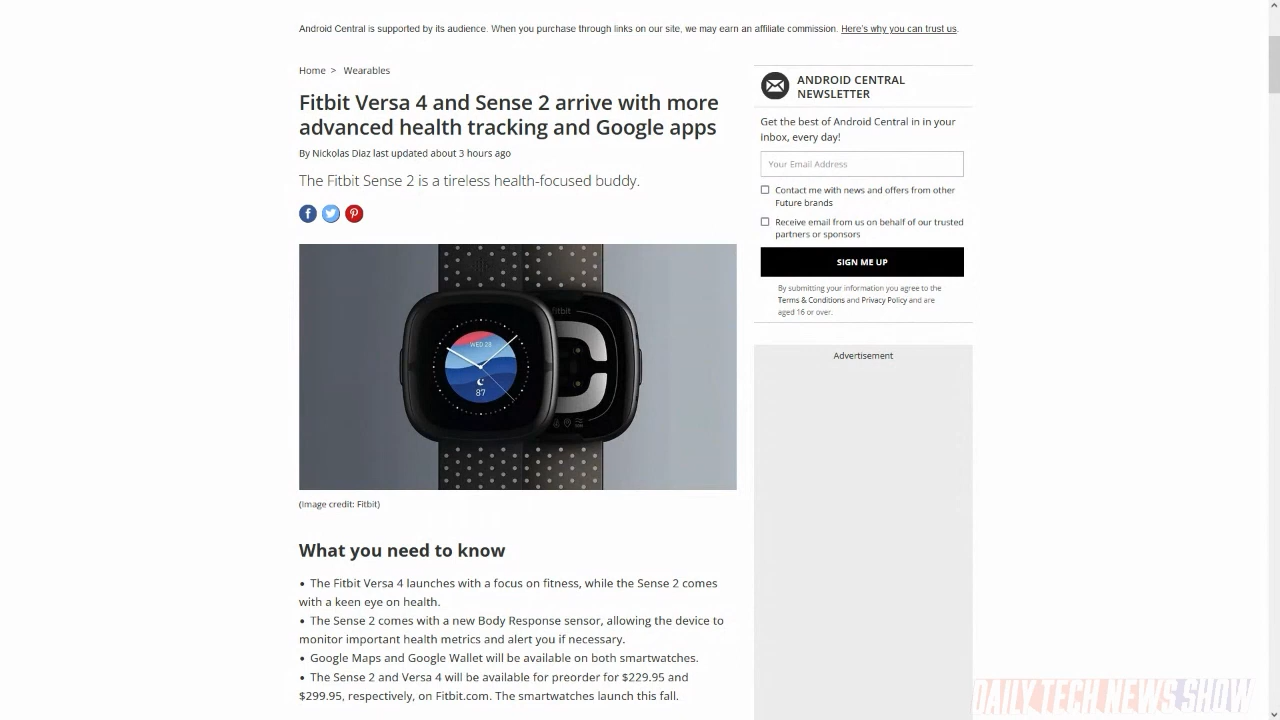 Android Central is supported by its audience. When you purchase through links on our site, we may earn an affiliate commission. Here's why you can trust us.
Home > Wearables
Fitbit Versa 4 and Sense 2 arrive with more
advanced health tracking and Google apps
By Nickolas Diaz last updated about 3 hours ago
The Fitbit Sense 2 is a tireless health-focused buddy.
fitbit
WED 28
87
(Image credit: Fitbit)
What you need to know
• The Fitbit Versa 4 launches with a focus on fitness, while the Sense 2 comes
with a keen eye on health.
• The Sense 2 comes with a new Body Response sensor, allowing the device to
monitor important health metrics and alert you if necessary.
• Google Maps and Google Wallet will be available on both smartwatches.
• The Sense 2 and Versa 4 will be available for preorder for $229.95 and
$299.95, respectively, on Fitbit.com. The smartwatches launch this fall.
ANDROID CENTRAL
NEWSLETTER
Get the best of Android Central in in your
inbox, every day!
Your Email Address
Contact me with news and offers from other
Future brands
Receive email from us on behalf of our trusted
partners or sponsors
SIGN ME UP
By submitting your information you agree to the
Terms & Conditions and Privacy Policy and are
aged 16 or over.
Advertisement
DAILY TECH NEWS SHOW